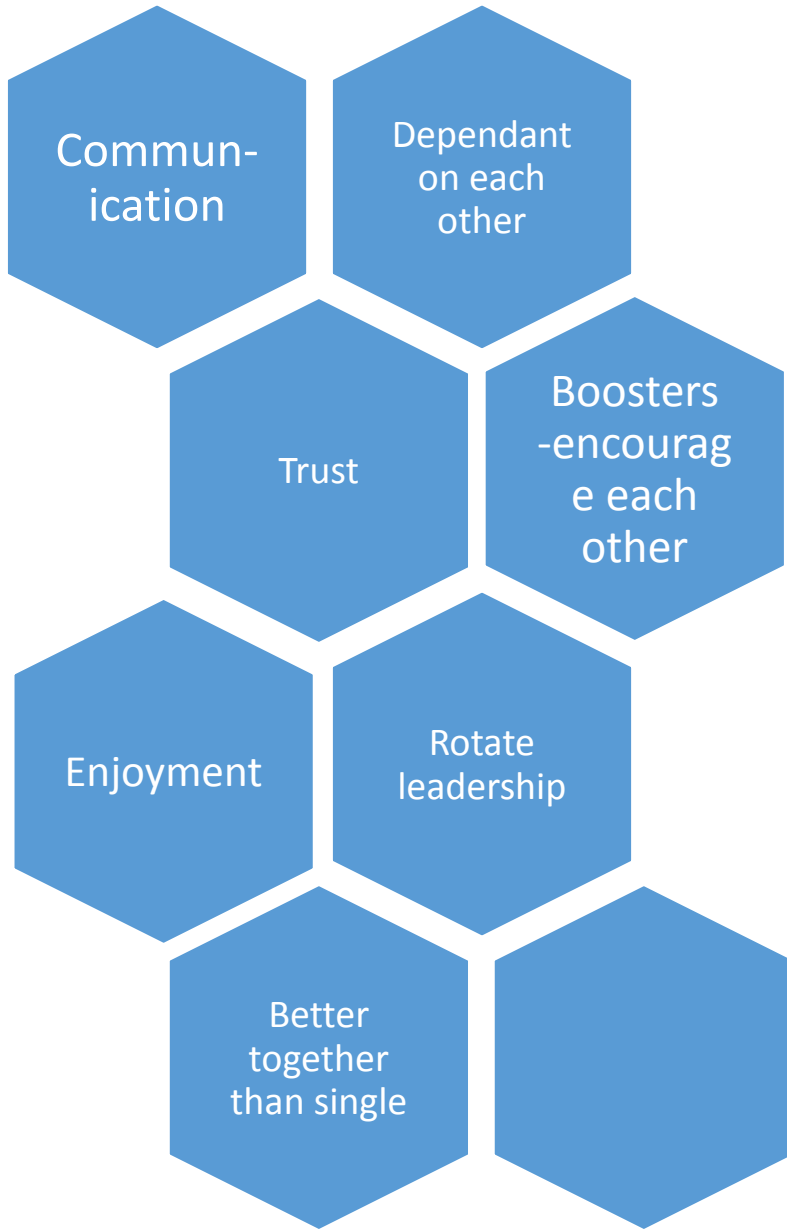 Commun-
ication
Dependant
on each
other
Trust
Boosters
-encourag
e each
other
Enjoyment
Rotate
leadership
Better
together
than single